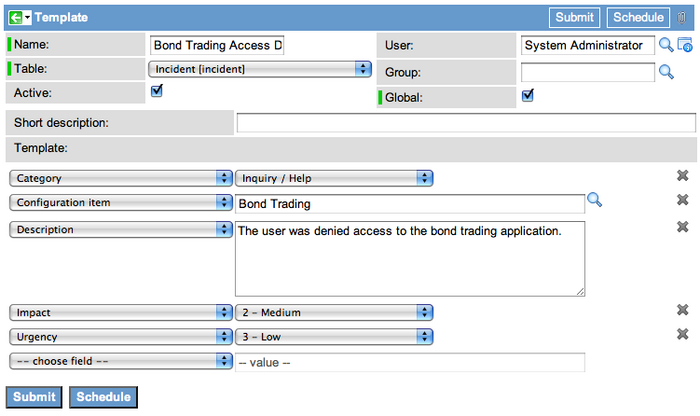 Template Submit Schedule
Name: Bond Trading Access D User: System Administrator
Table: Incident [incident] Group:
Active: Global:
Short description:
Template:
Category Inquiry / Help
Configuration item Bond Trading
Description The user was denied access to the bond trading application.
Impact 2 – Medium
Urgency 3 – Low
-- choose field -- -- value --
Submit Schedule